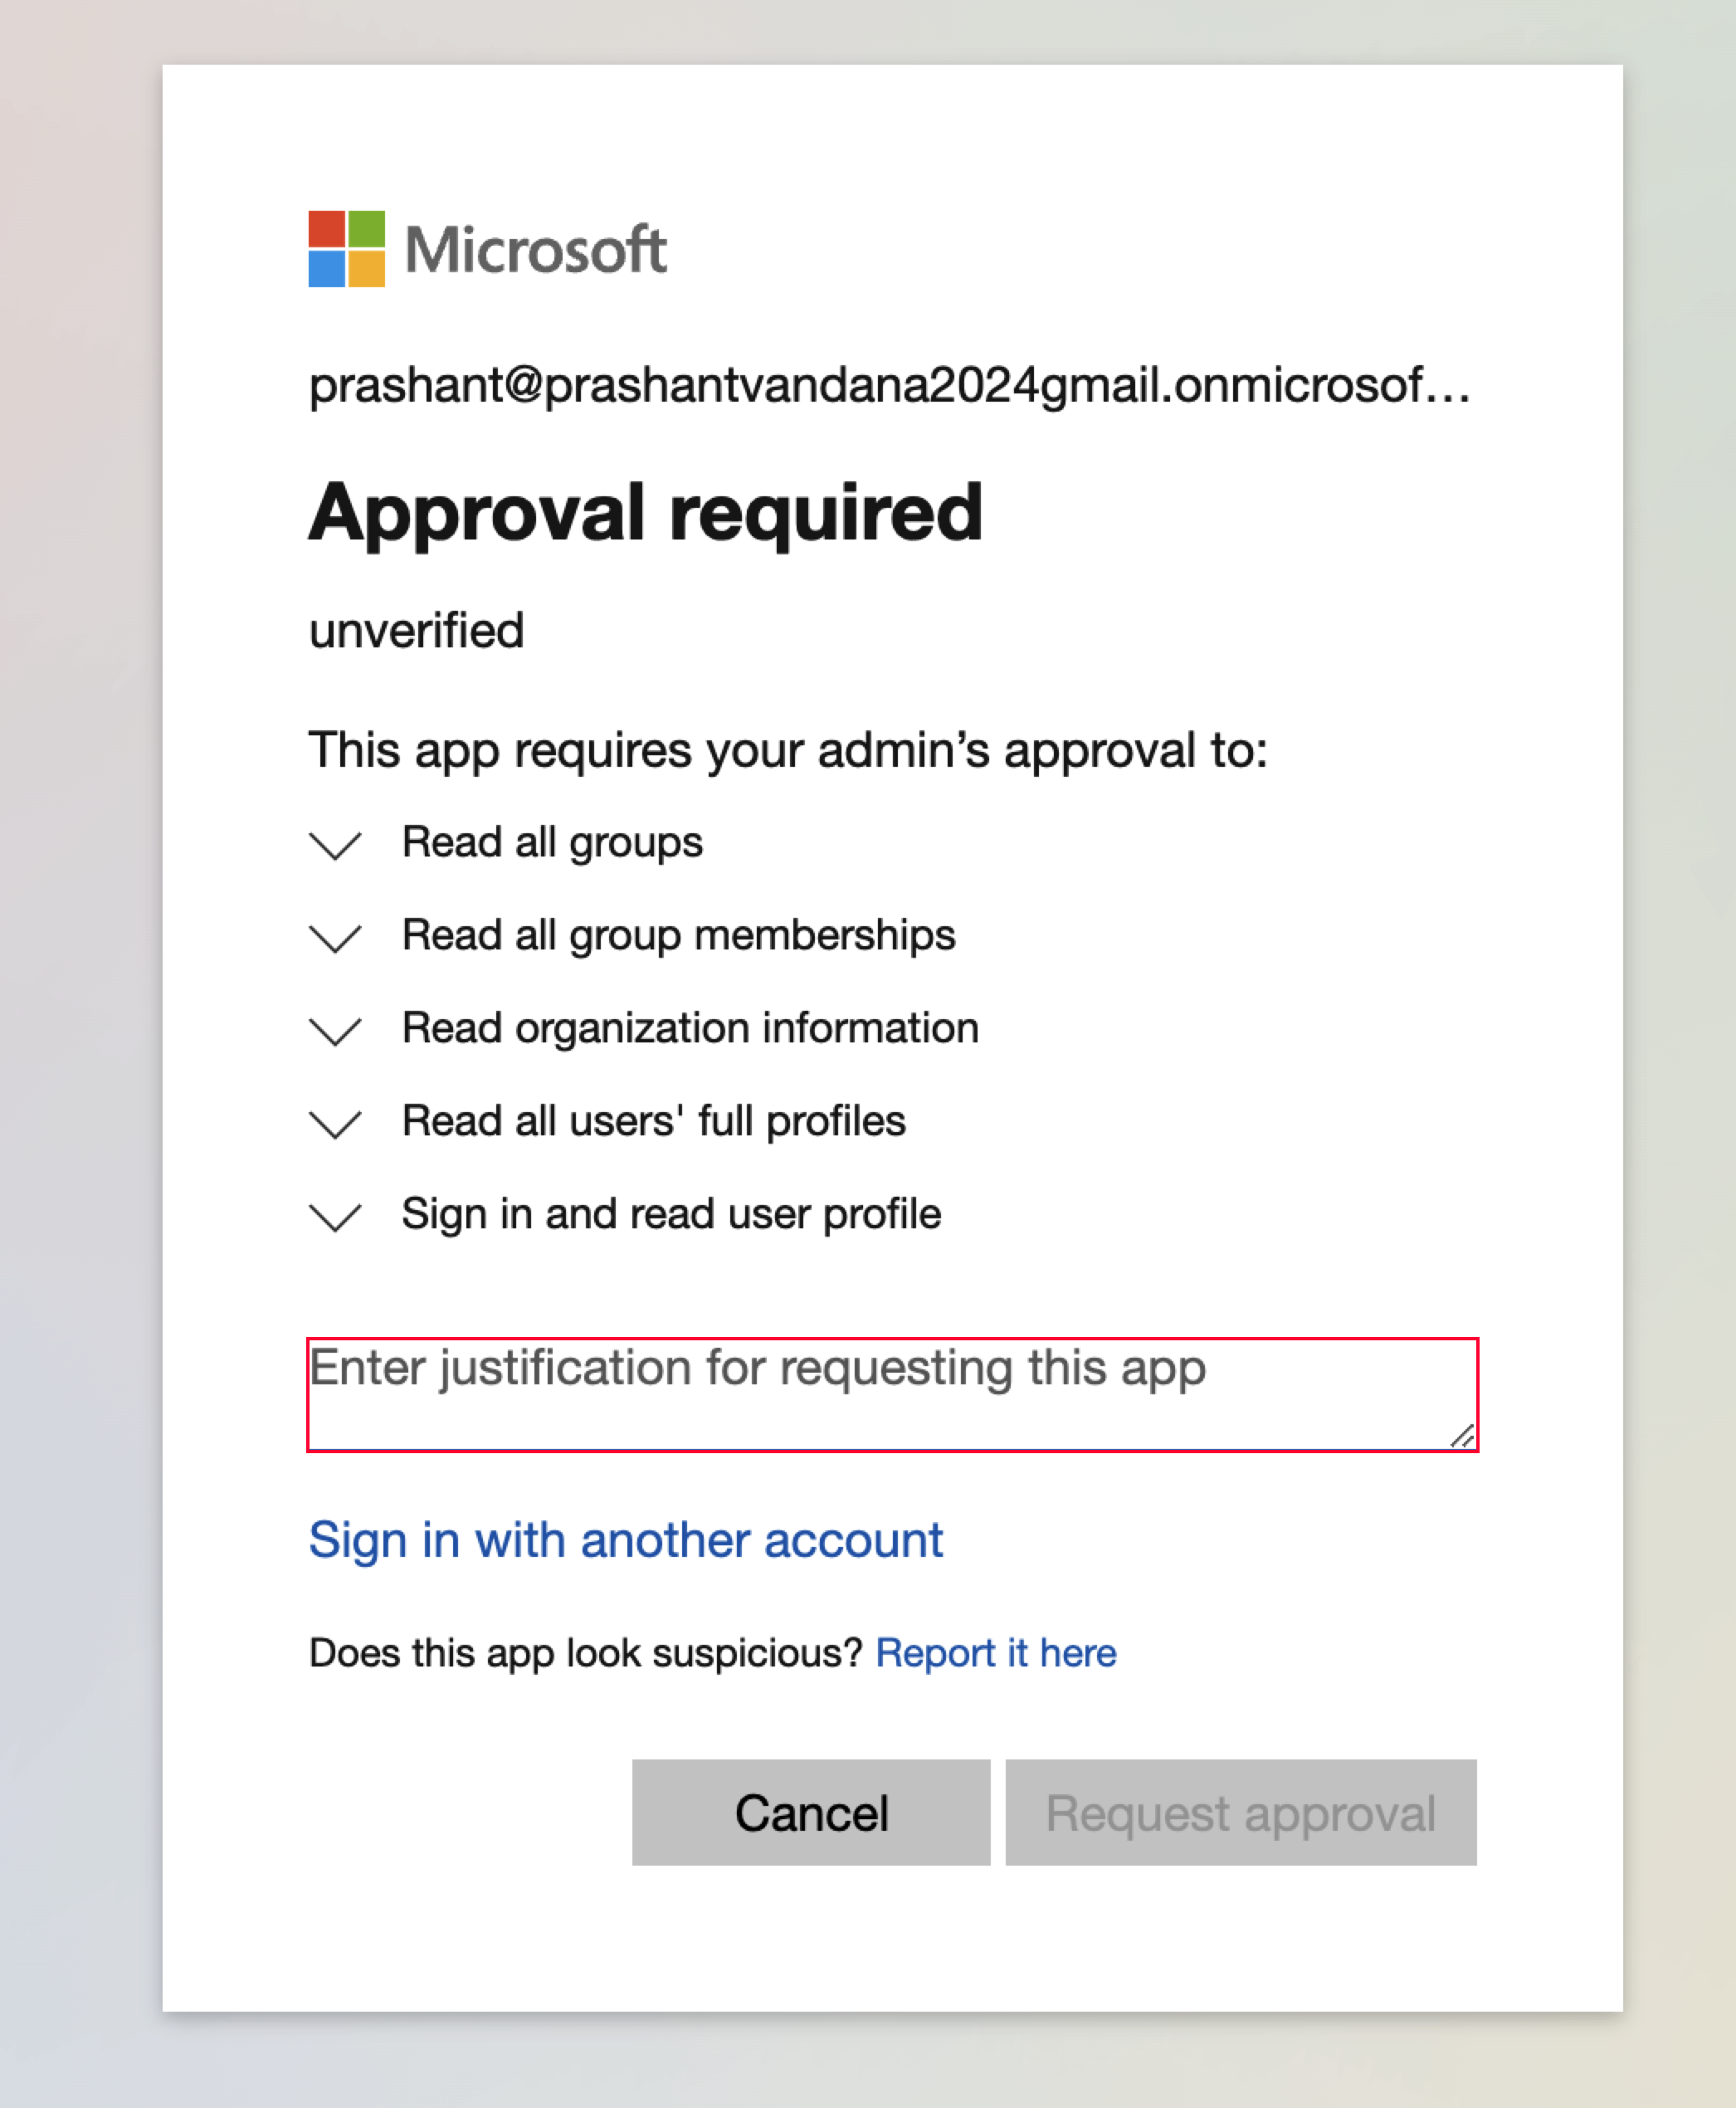 Microsoft
prashant@prashantvandana2024gmail.onmicrosof...
Approval required
unverified
This app requires your admin’s approval to:
Read all groups
Read all group memberships
Read organization information
Read all users' full profiles
Sign in and read user profile
Enter justification for requesting this app
Sign in with another account
Does this app look suspicious? Report it here
Cancel Request approval